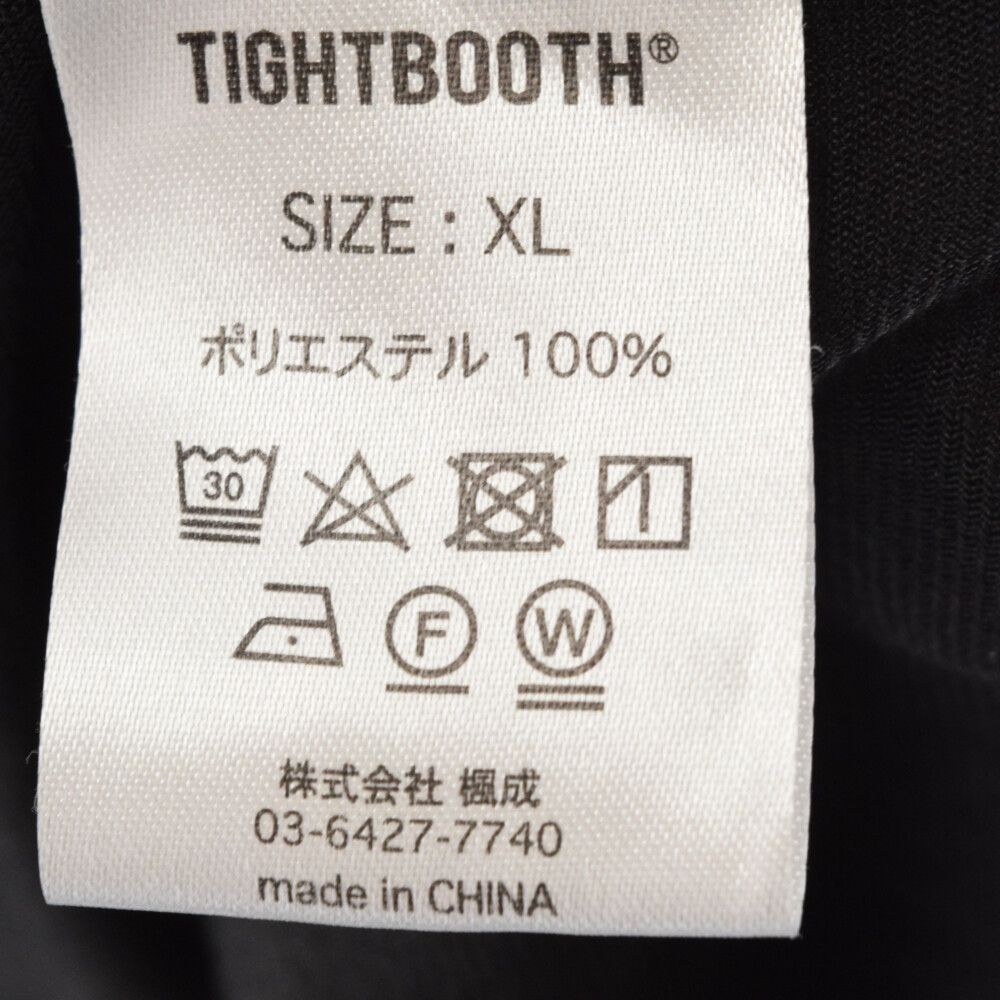 TIGHTBOOTH®
SIZE : XL
ポリエステル 100%
30
F W
株式会社 楓成
03-6427-7740
made in CHINA